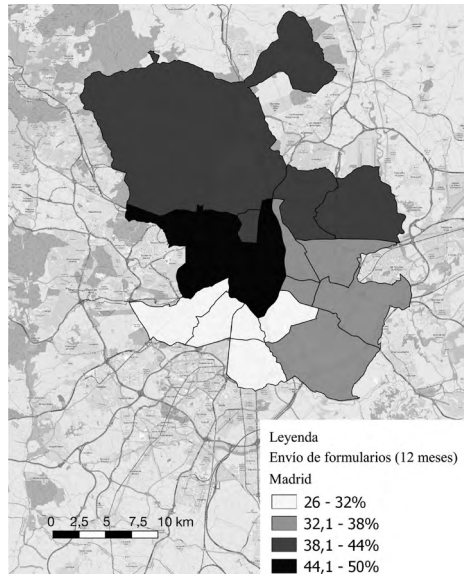 Leyenda
Envío de formularios (12 meses)
Madrid
26 - 32%
32,1 - 38%
38,1 - 44%
44,1 - 50%
0 2,5 5 7,5 10 km